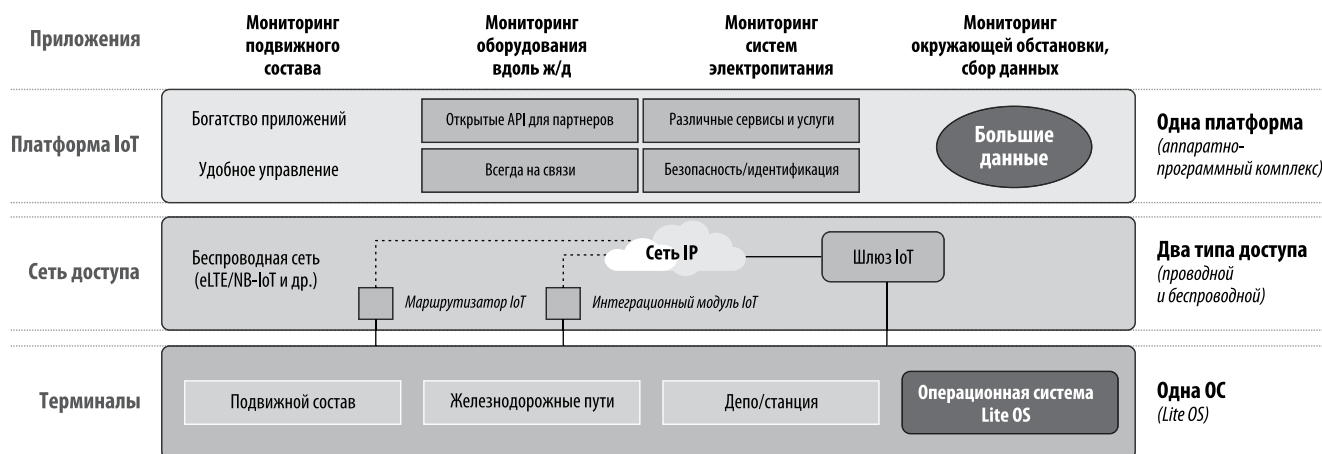 Приложения
Мониторинг
подвижного
состава
Мониторинг
оборудования
вдоль ж/д
Мониторинг
систем
электропитания
Мониторинг
окружающей обстановки,
сбор данных
Платформа IoT
Богатство приложений
Удобное управление
Открытые API для партнеров
Различные сервисы и услуги
Всегда на связи
Безопасность/идентификация
Большие
данные
Одна платформа
(аппаратно-
программный комплекс)
Сеть доступа
Беспроводная сеть
(eLTE/NB-IoT и др.)
Маршрутизатор IoT
Интеграционный модуль IoT
Сеть IP
Шлюз IoT
Два типа доступа
(проводной
и беспроводной)
Терминалы
Подвижной состав
Железнодорожные пути
Депо/станция
Операционная система
Lite OS
Одна ОС
(Lite OS)